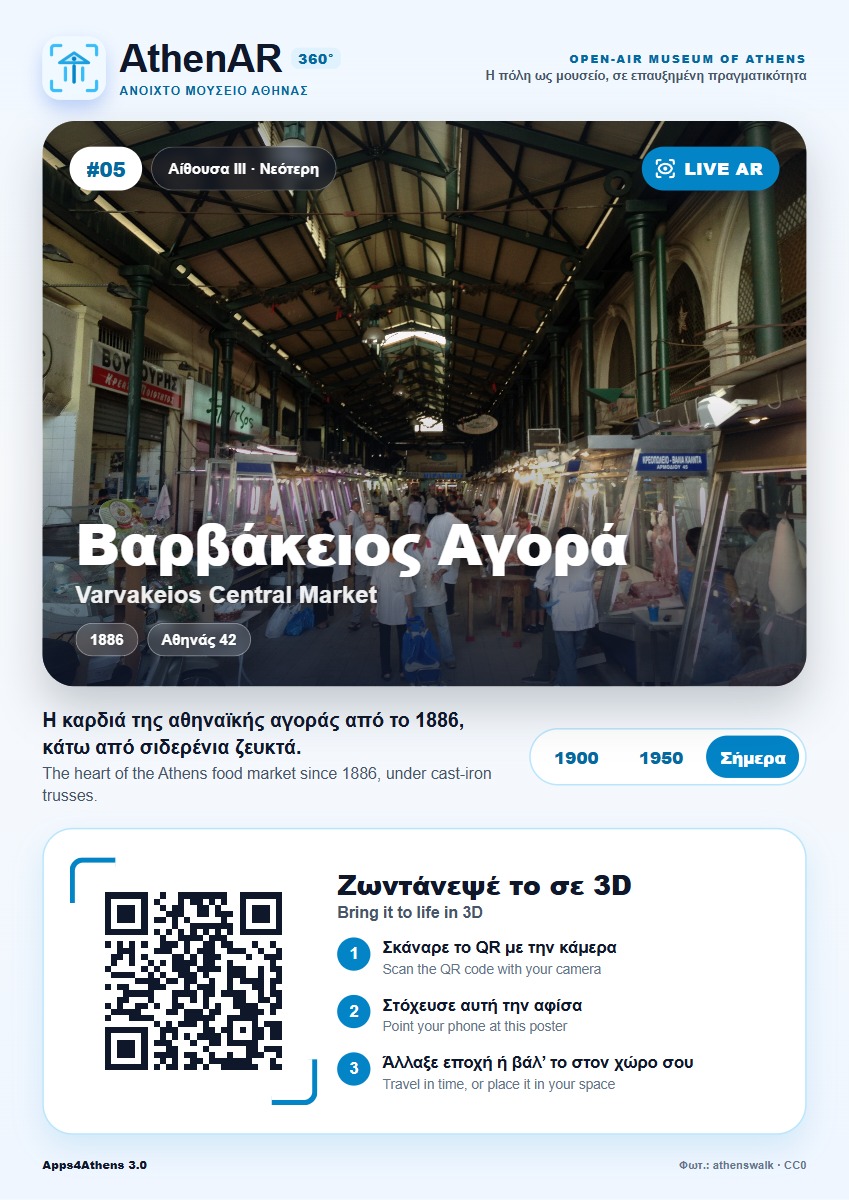 AthenAR 360°
ΑΝΟΙΧΤΟ ΜΟΥΣΕΙΟ ΑΘΗΝΑΣ
OPEN-AIR MUSEUM OF ATHENS
Η πόλη ως μουσείο, σε επαυξημένη πραγματικότητα
#05
Αίθουσα III · Νεότερη
LIVE AR
ΚΡΕΟΠΩΛΕΙΟ - ΒΑΪΑ ΚΑΛΛΙΤΑ
ΑΡΜΟΔΙΟΥ 45
Βαρβάκειος Αγορά
Varvakeios Central Market
1886
Αθηνάς 42
Η καρδιά της αθηναϊκής αγοράς από το 1886,
κάτω από σιδερένια ζευκτά.
The heart of the Athens food market since 1886, under cast-iron
trusses.
1900
1950
Σήμερα
Ζωντάνεψέ το σε 3D
Bring it to life in 3D
1
Σκάναρε το QR με την κάμερα
Scan the QR code with your camera
2
Στόχευσε αυτή την αφίσα
Point your phone at this poster
3
Άλλαξε εποχή ή βάλ’ το στον χώρο σου
Travel in time, or place it in your space
Apps4Athens 3.0
Φωτ.: athenswalk · CC0